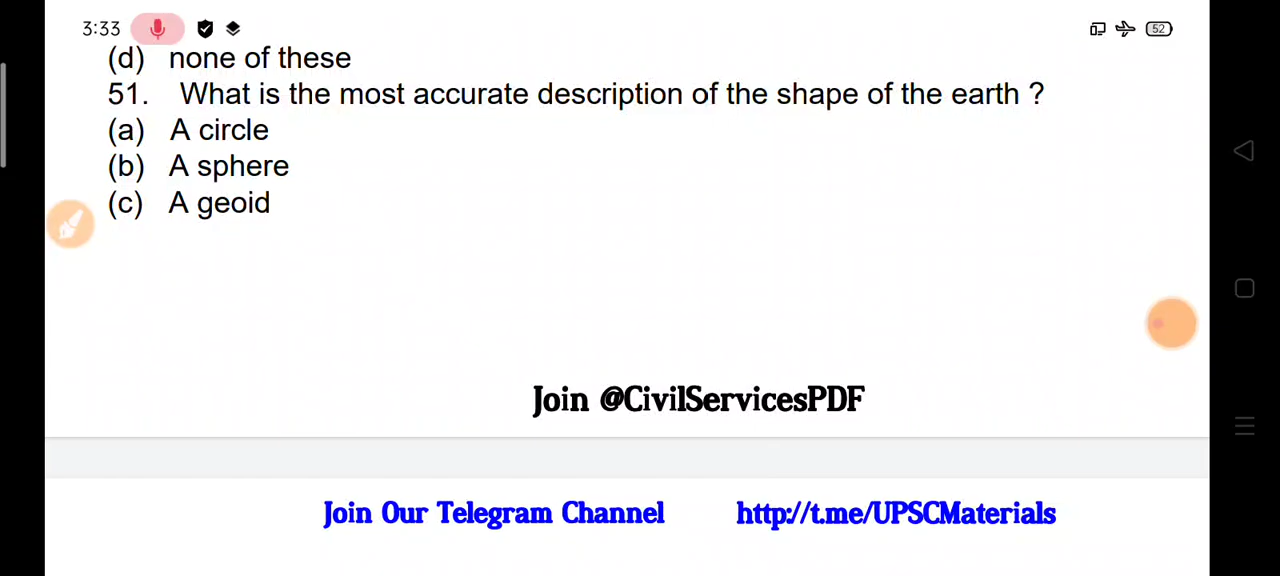 3:33
52
(d) none of these
51. What is the most accurate description of the shape of the earth ?
(a) A circle
(b) A sphere
(c) A geoid
Join @CivilServicesPDF
Join Our Telegram Channel http://t.me/UPSCMaterials